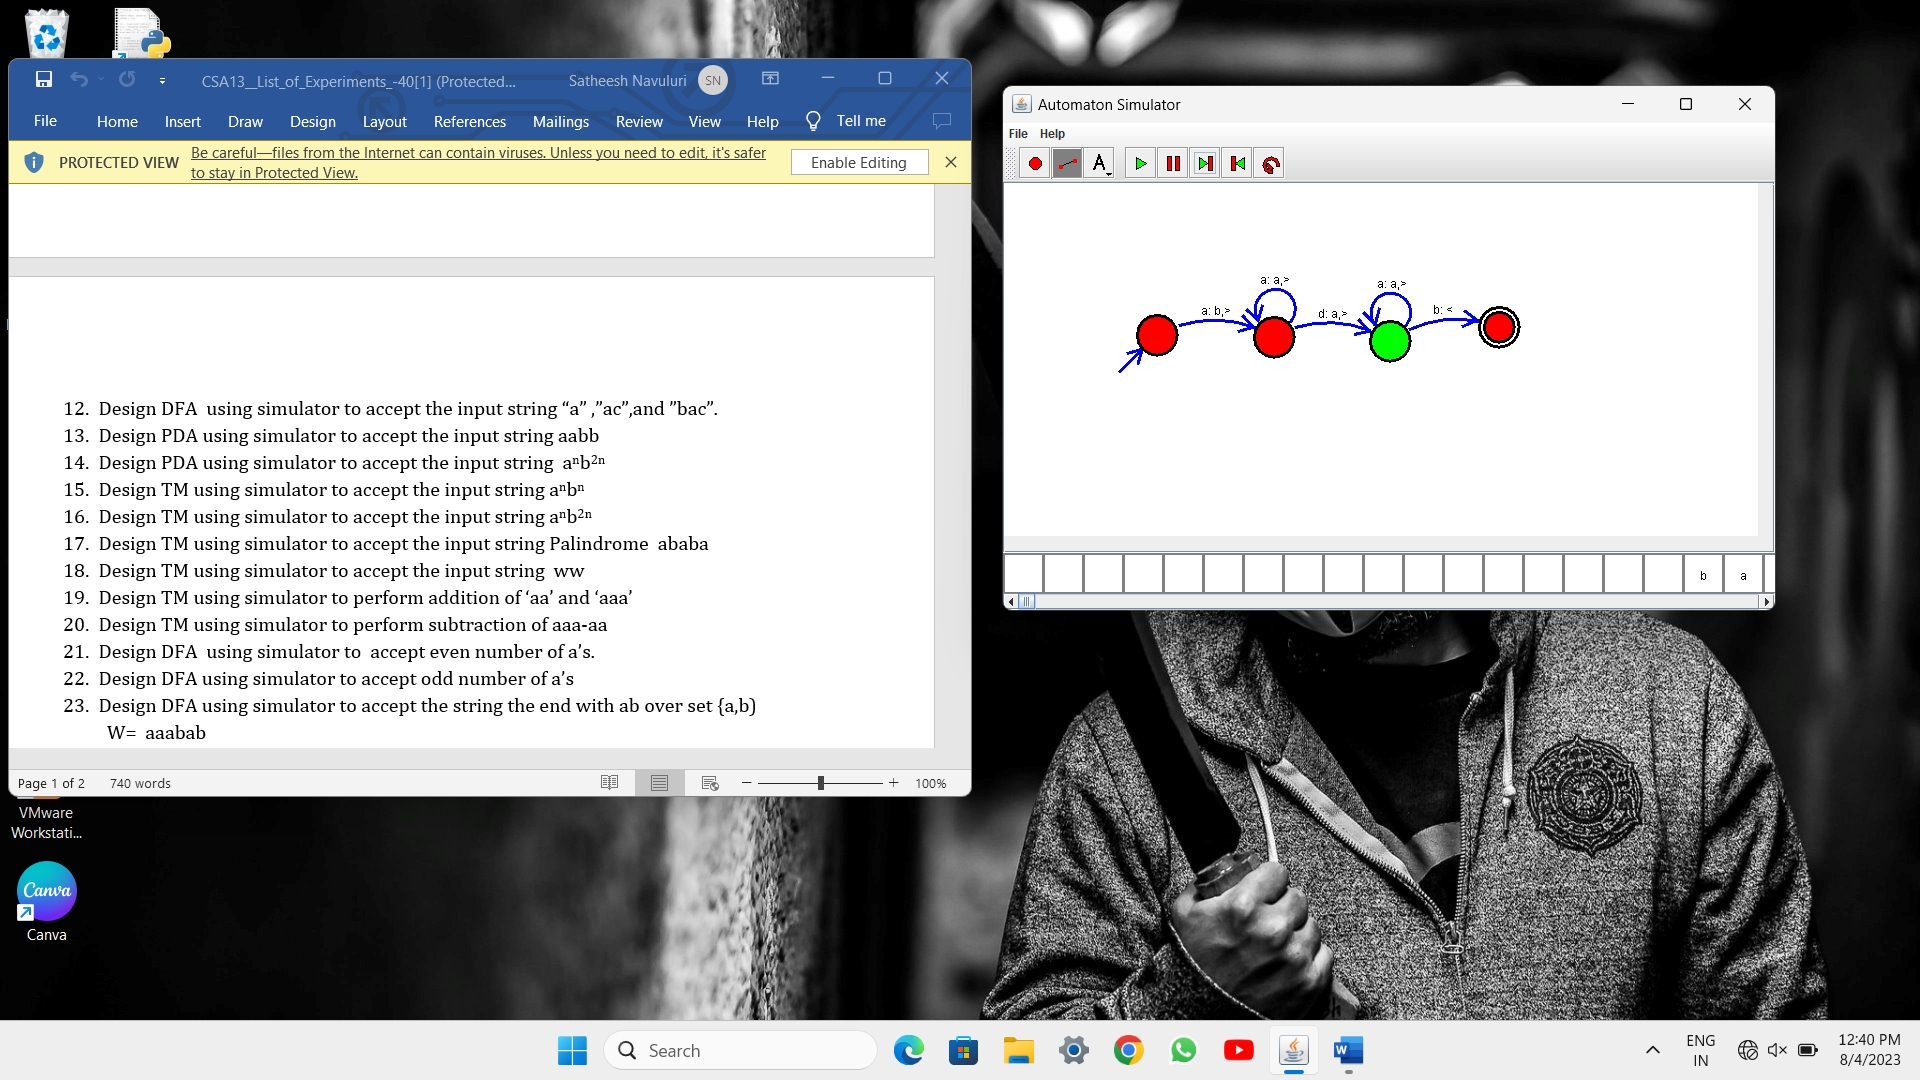 CSA13__List_of_Experiments_-40[1] (Protected...
Satheesh Navuluri
SN
File Home Insert Draw Design Layout References Mailings Review View Help Tell me
PROTECTED VIEW
Be careful—files from the Internet can contain viruses. Unless you need to edit, it's safer
to stay in Protected View.
Enable Editing
12. Design DFA using simulator to accept the input string “a” ,”ac”,and ”bac”.
13. Design PDA using simulator to accept the input string aabb
14. Design PDA using simulator to accept the input string aⁿb²ⁿ
15. Design TM using simulator to accept the input string aⁿbⁿ
16. Design TM using simulator to accept the input string aⁿb²ⁿ
17. Design TM using simulator to accept the input string Palindrome ababa
18. Design TM using simulator to accept the input string ww
19. Design TM using simulator to perform addition of ‘aa’ and ‘aaa’
20. Design TM using simulator to perform subtraction of aaa-aa
21. Design DFA using simulator to accept even number of a’s.
22. Design DFA using simulator to accept odd number of a’s
23. Design DFA using simulator to accept the string the end with ab over set {a,b)
W= aaabab
Page 1 of 2 740 words
100%
Automaton Simulator
File Help
A
a: a,>
a: a,>
a: b,>
d: a,>
b: <
b a
VMware
Workstati...
Canva
Canva
Search
ENG
IN
12:40 PM
8/4/2023